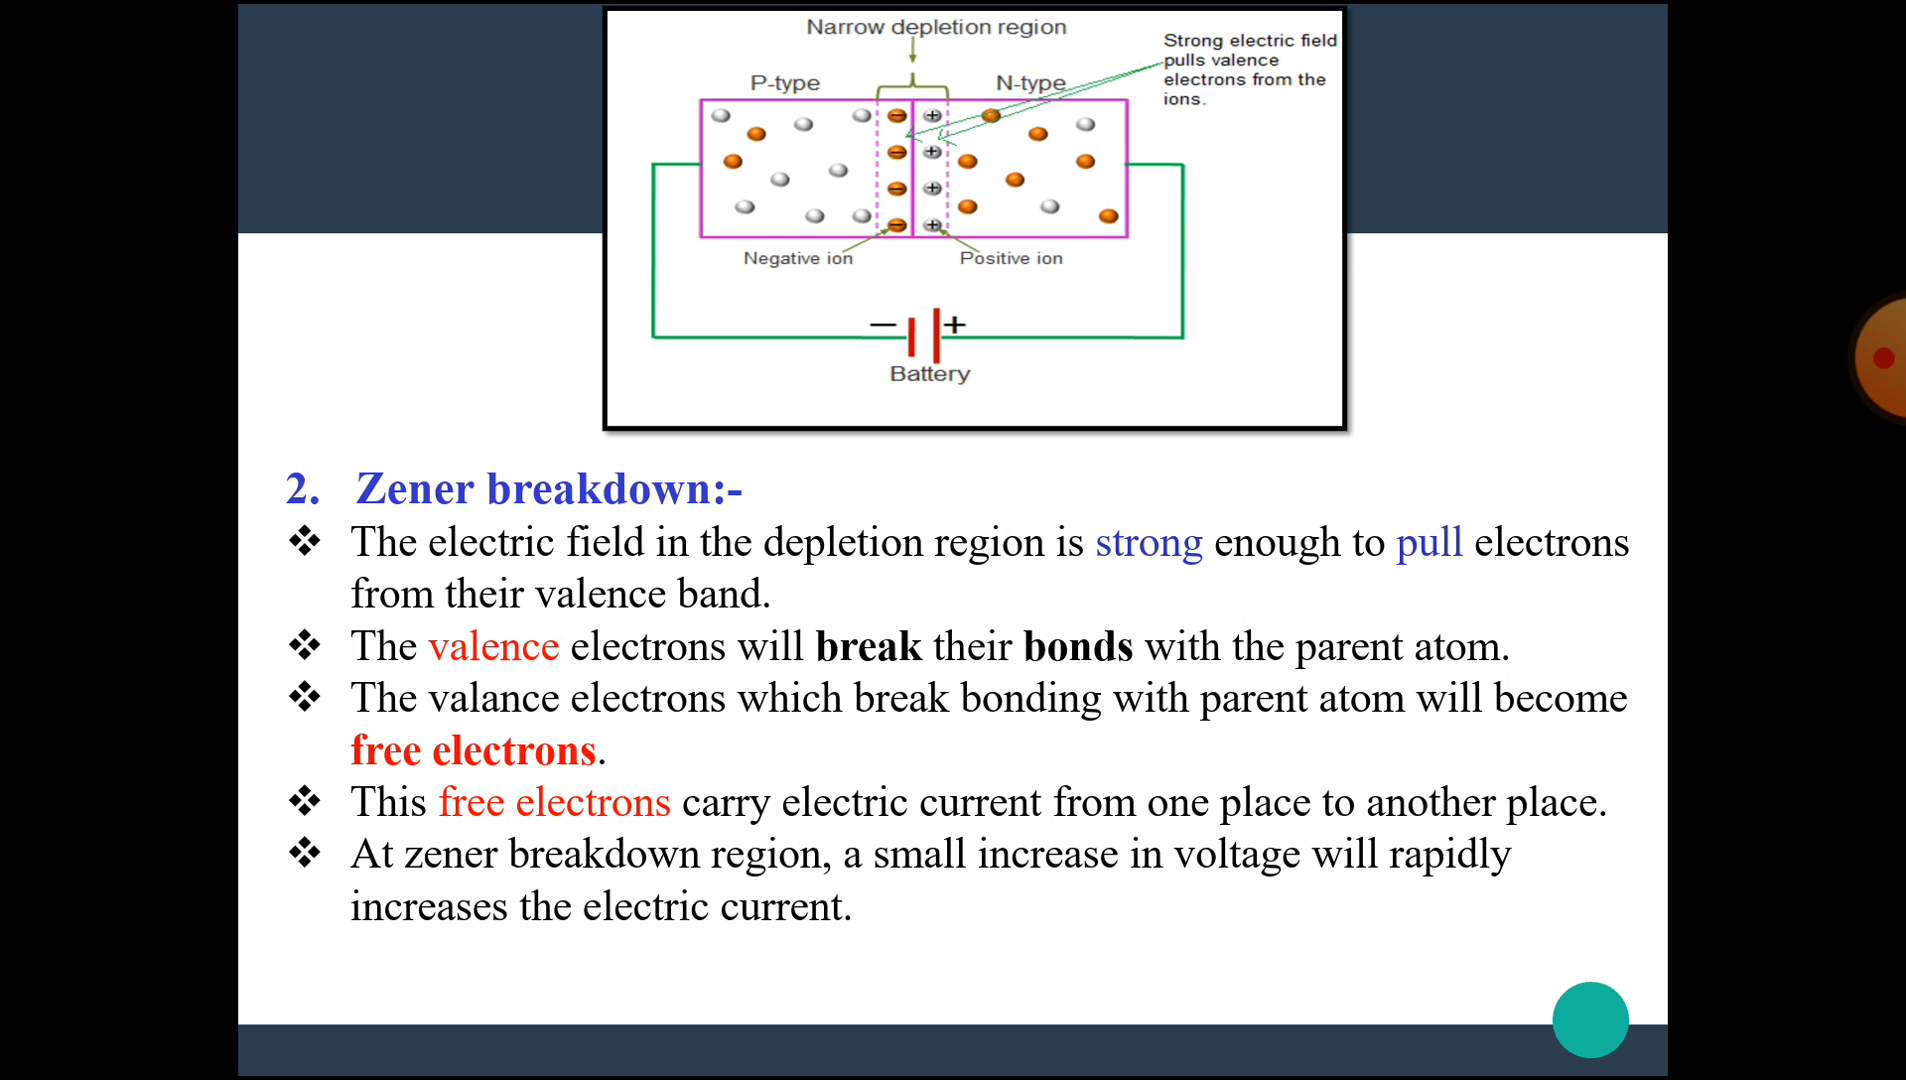 Narrow depletion region
Strong electric field
pulls valence
electrons from the
ions.
P-type
N-type
Negative ion
Positive ion
− +
Battery
2. Zener breakdown:-
❖ The electric field in the depletion region is strong enough to pull electrons
from their valence band.
❖ The valence electrons will break their bonds with the parent atom.
❖ The valance electrons which break bonding with parent atom will become
free electrons.
❖ This free electrons carry electric current from one place to another place.
❖ At zener breakdown region, a small increase in voltage will rapidly
increases the electric current.